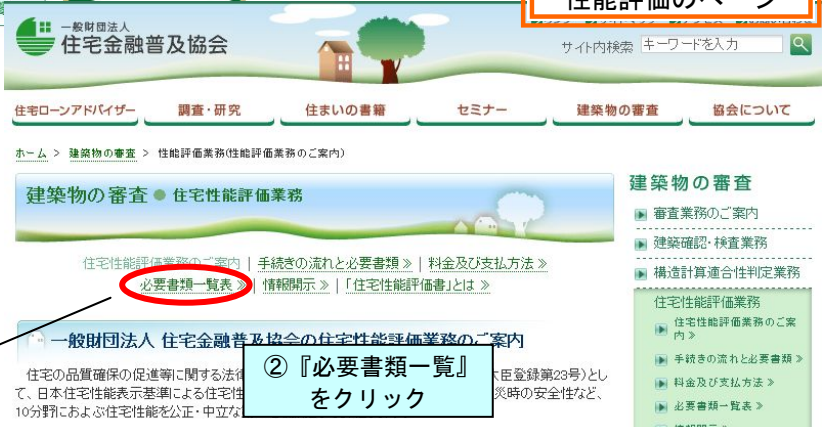 性能評価のページ
一般財団法人
住宅金融普及協会
サイト内検索 キーワードを入力
住宅ローンアドバイザー 調査・研究 住まいの書籍 セミナー 建築物の審査 協会について
ホーム > 建築物の審査 > 性能評価業務(性能評価業務のご案内)
建築物の審査 ● 住宅性能評価業務
住宅性能評価業務のご案内 | 手続きの流れと必要書類 》 | 料金及び支払方法 》
必要書類一覧表 》 | 情報開示 》 | 「住宅性能評価書」とは 》
一般財団法人 住宅金融普及協会の住宅性能評価業務のご案内
住宅の品質確保の促進等に関する法律 大臣登録第23号)とし
て、日本住宅性能表示基準による住宅性 災時の安全性など、
10分野におよぶ住宅性能を公正・中立な
②『必要書類一覧』
をクリック
建築物の審査
審査業務のご案内
建築確認・検査業務
構造計算適合性判定業務
住宅性能評価業務
住宅性能評価業務のご案
内 》
手続きの流れと必要書類 》
料金及び支払方法 》
必要書類一覧表 》